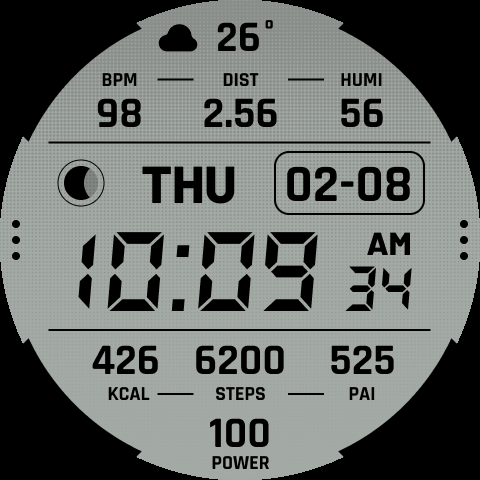 26°
BPM DIST HUMI
98 2.56 56
THU 02-08
10:09 AM 34
426 6200 525
KCAL STEPS PAI
100
POWER